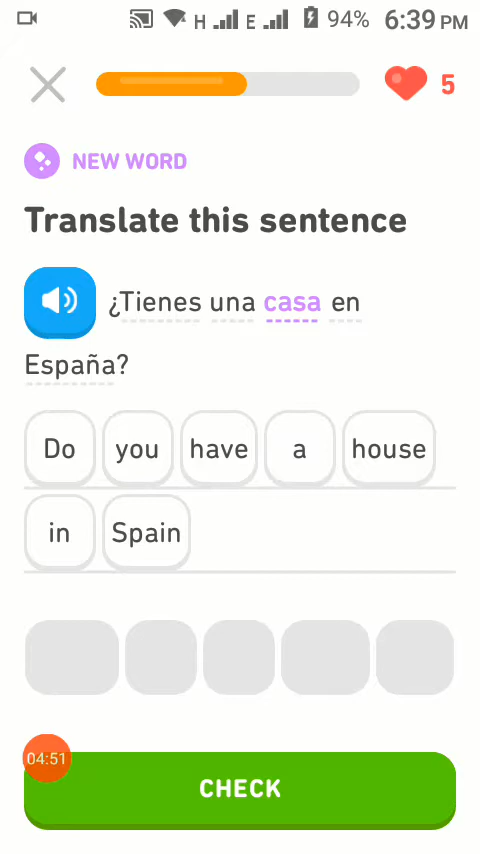 H E 94% 6:39 PM
5
NEW WORD
Translate this sentence
¿Tienes una casa en
España?
Do you have a house
in Spain
04:51
CHECK